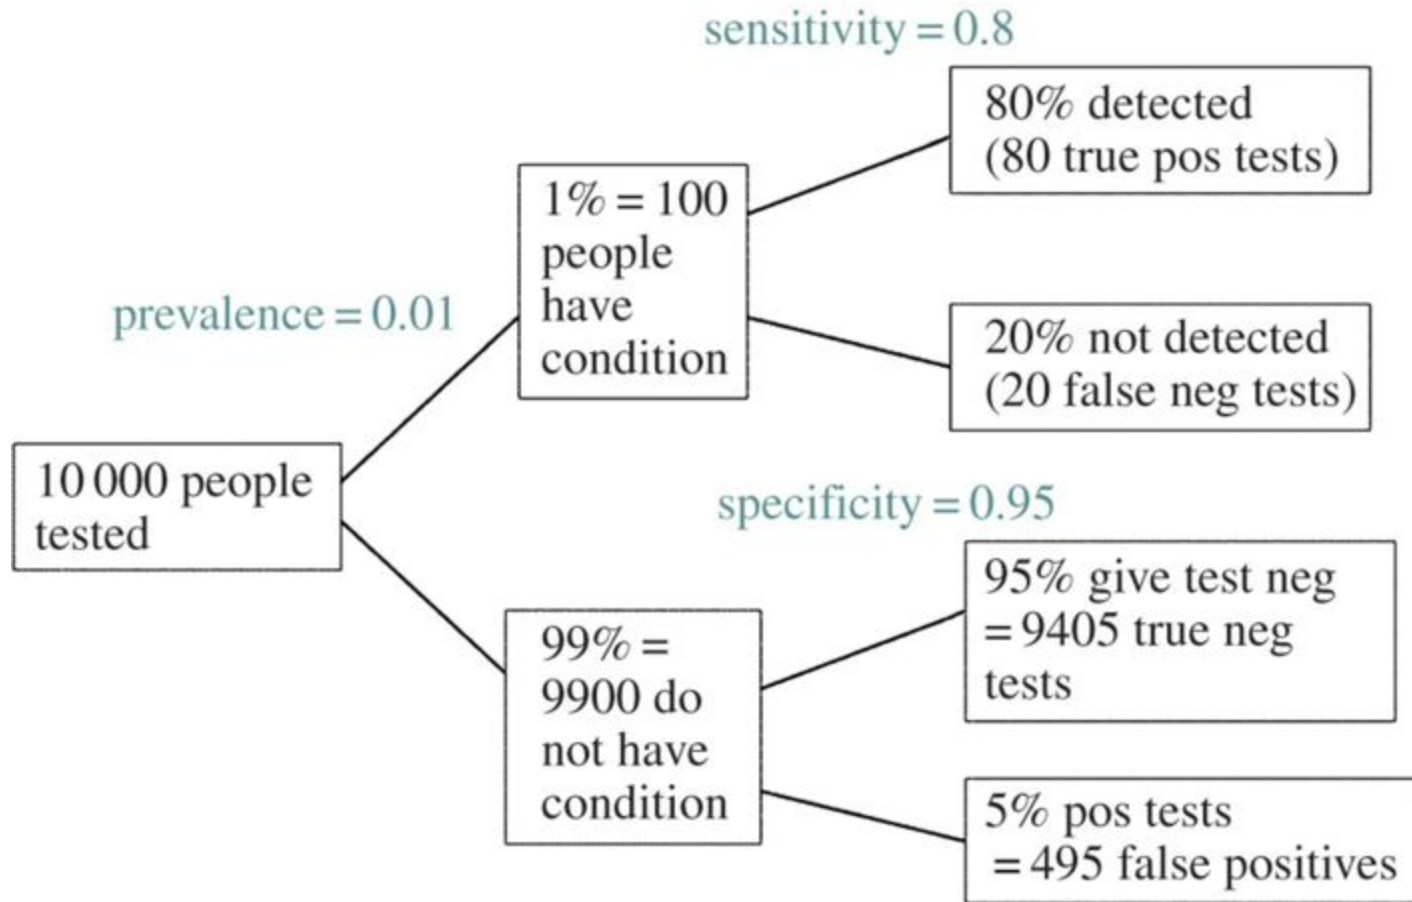 sensitivity = 0.8
80% detected
(80 true pos tests)
1% = 100
people
have
condition
prevalence = 0.01
20% not detected
(20 false neg tests)
10 000 people
tested
specificity = 0.95
95% give test neg
= 9405 true neg
tests
99% =
9900 do
not have
condition
5% pos tests
= 495 false positives